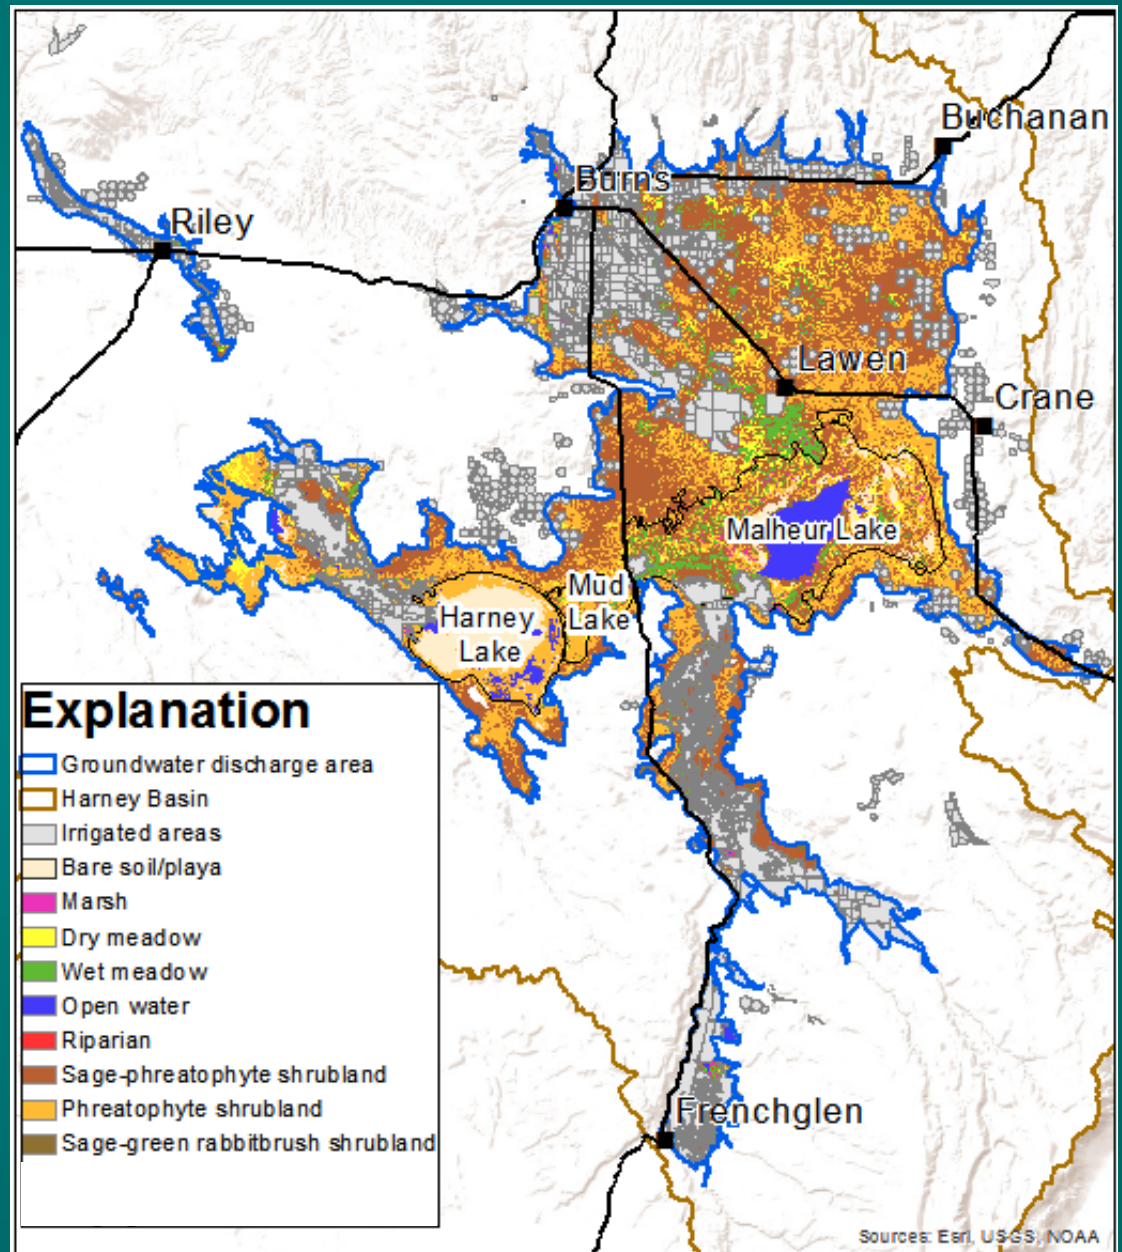 Buchanan
Burns
Riley
Lawen
Crane
Malheur Lake
Mud
Lake
Harney
Lake
Explanation
Groundwater discharge area
Harney Basin
Irrigated areas
Bare soil/playa
Marsh
Dry meadow
Wet meadow
Open water
Riparian
Sage-phreatophyte shrubland
Phreatophyte shrubland
Sage-green rabbitbrush shrubland
Frenchglen
Sources: Esri, USGS, NOAA